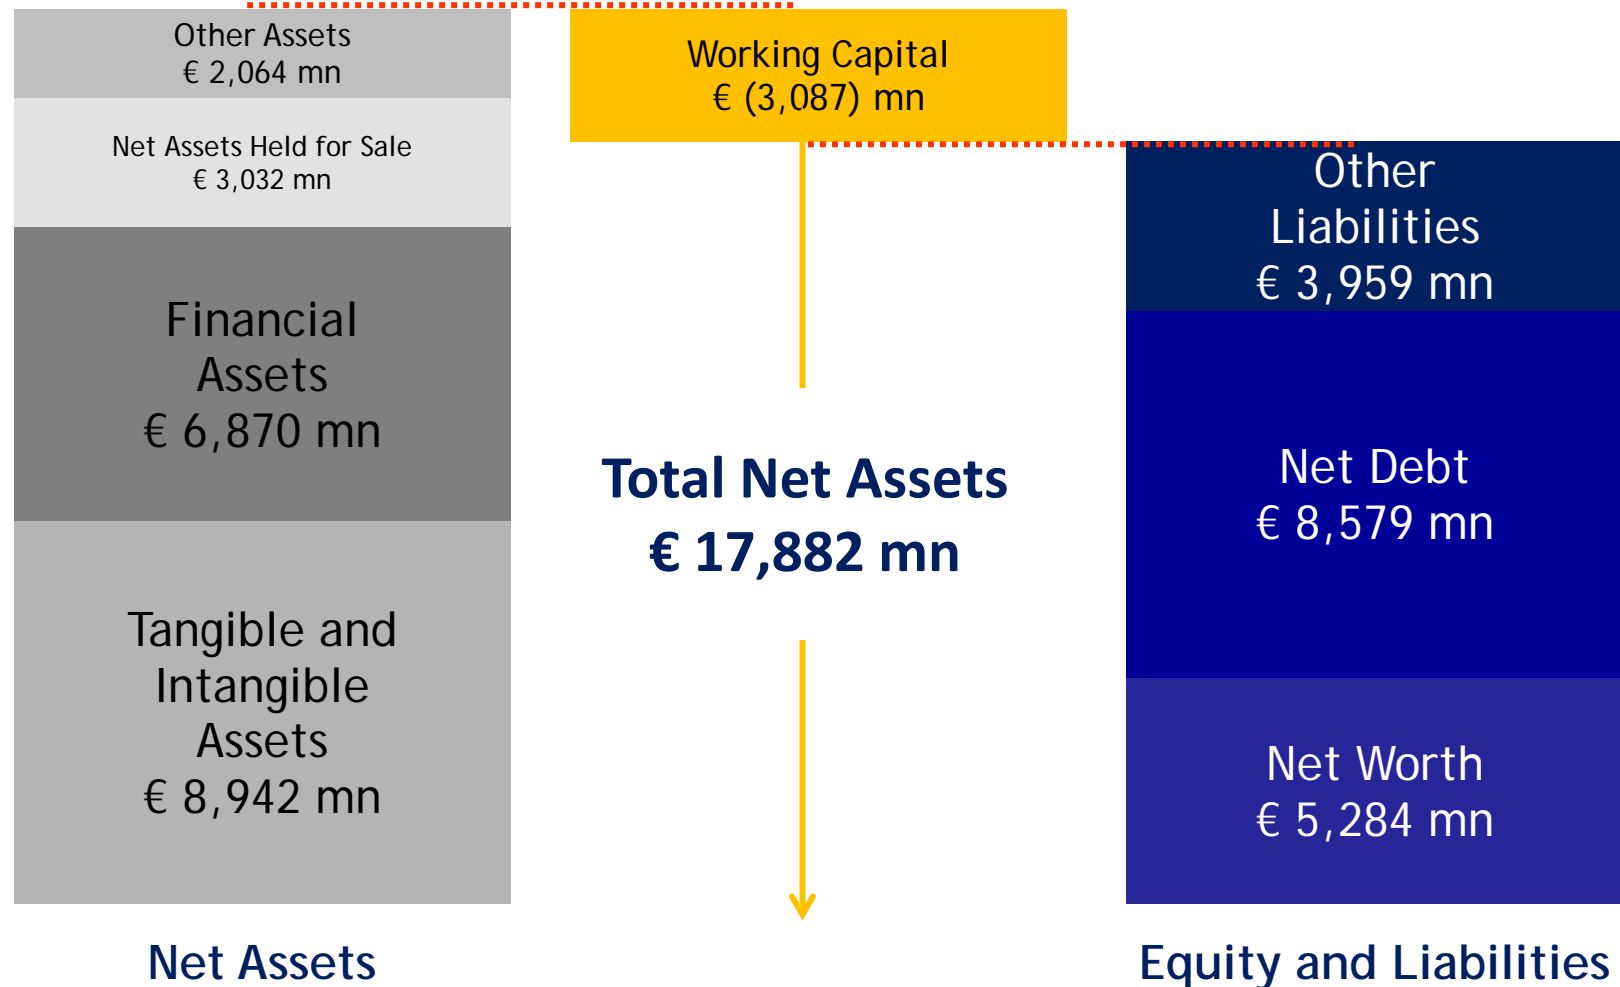 Other Assets
€ 2,064 mn
Net Assets Held for Sale
€ 3,032 mn
Financial
Assets
€ 6,870 mn
Tangible and
Intangible
Assets
€ 8,942 mn
Net Assets
Working Capital
€ (3,087) mn
Total Net Assets
€ 17,882 mn
Other
Liabilities
€ 3,959 mn
Net Debt
€ 8,579 mn
Net Worth
€ 5,284 mn
Equity and Liabilities